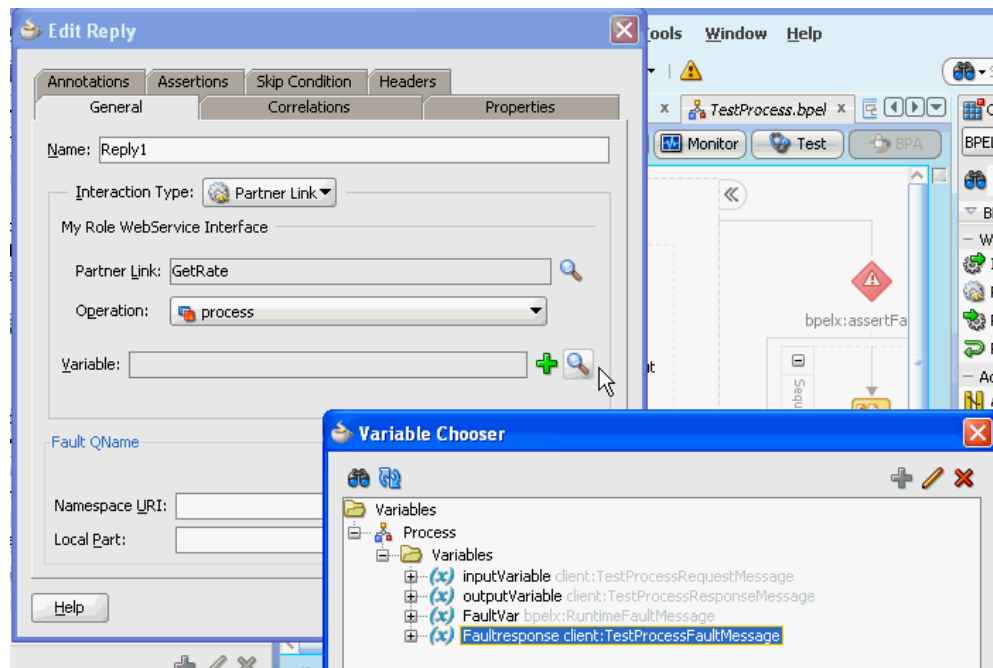 Edit Reply
Tools Window Help
Annotations Assertions Skip Condition Headers
General Correlations Properties
TestProcess.bpel
Name: Reply1
Monitor Test BPA
BPEL
Interaction Type: Partner Link
My Role WebService Interface
Partner Link: GetRate
Operation: process
bpelx:assertFa
Variable:
Sequ
Fault QName
Variable Chooser
Namespace URI:
Local Part:
Variables
Process
Variables
(x) inputVariable client:TestProcessRequestMessage
(x) outputVariable client:TestProcessResponseMessage
(x) FaultVar bpelx:RuntimeFaultMessage
(x) Faultresponse client:TestProcessFaultMessage
Help